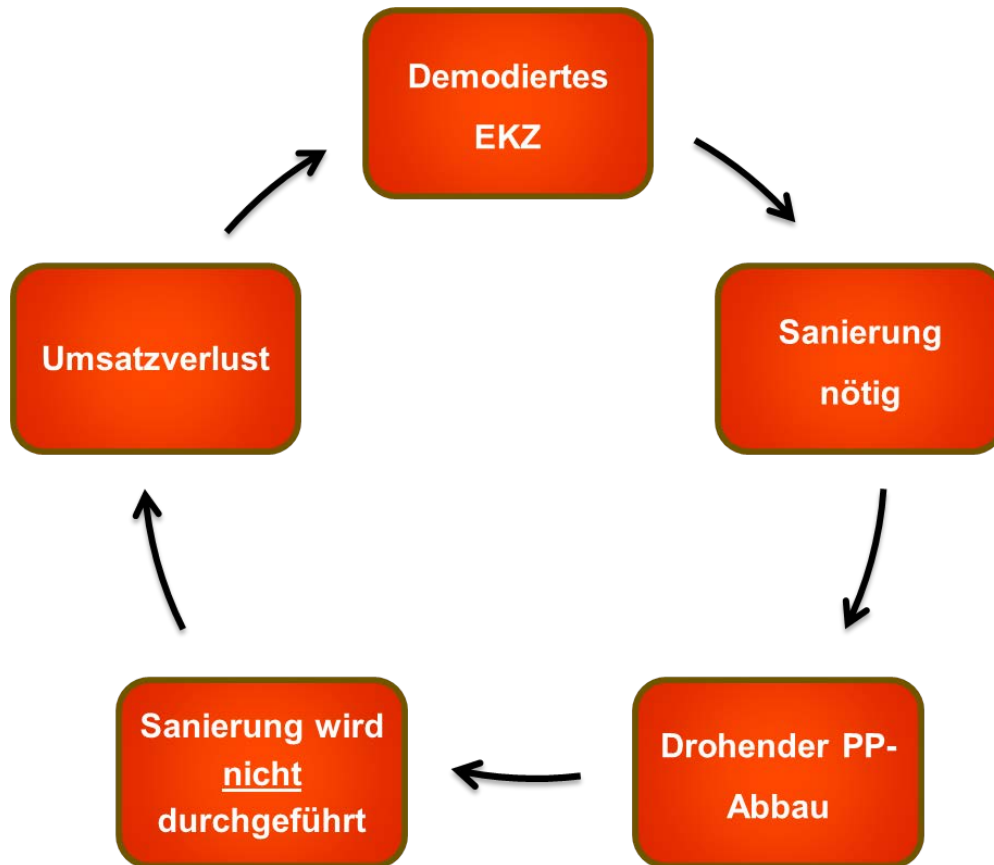 Demodiertes
EKZ
Sanierung
nötig
Drohender PP-
Abbau
Sanierung wird
nicht
durchgeführt
Umsatzverlust